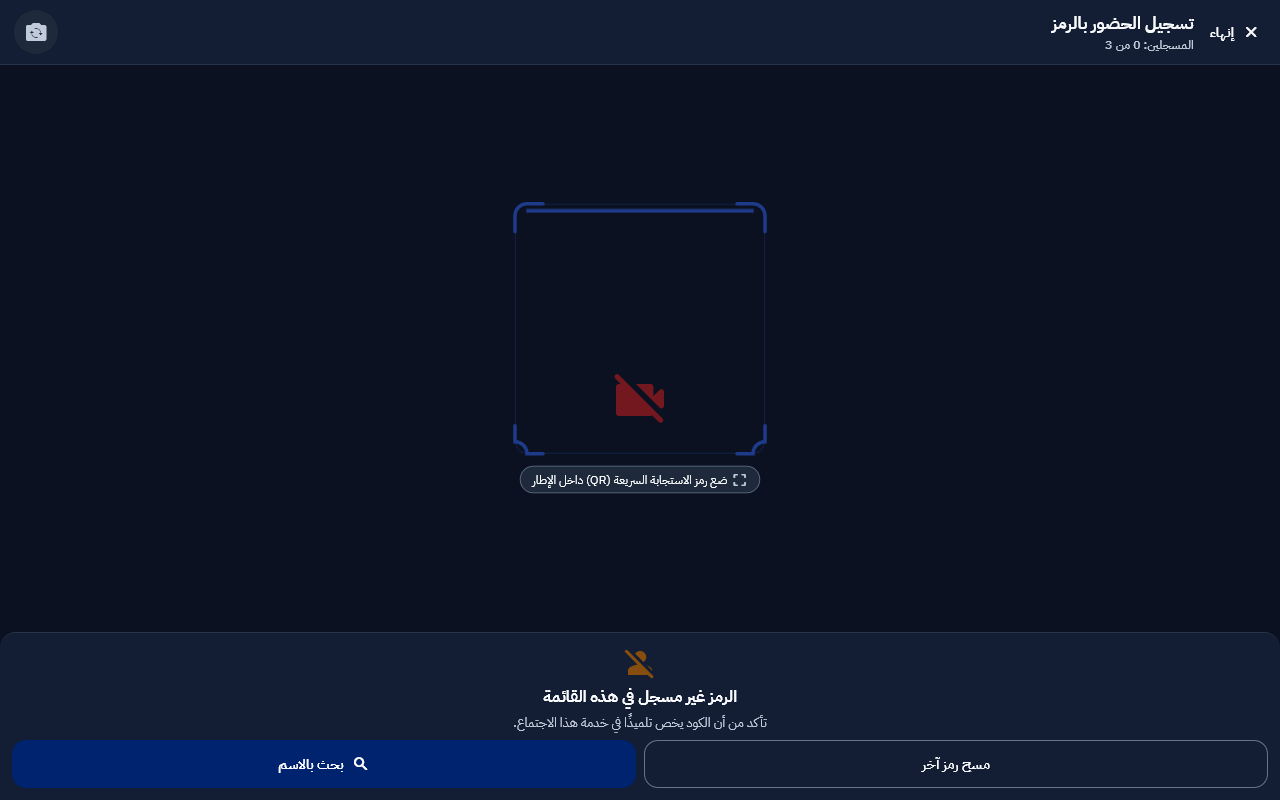 إنهاء
تسجيل الحضور بالرمز
المسجلين: 0 من 3
ضع رمز الاستجابة السريعة (QR) داخل الإطار
الرمز غير مسجل في هذه القائمة
تأكد من أن الكود يخص تلميذًا في خدمة هذا الاجتماع.
مسح رمز آخر
بحث بالاسم